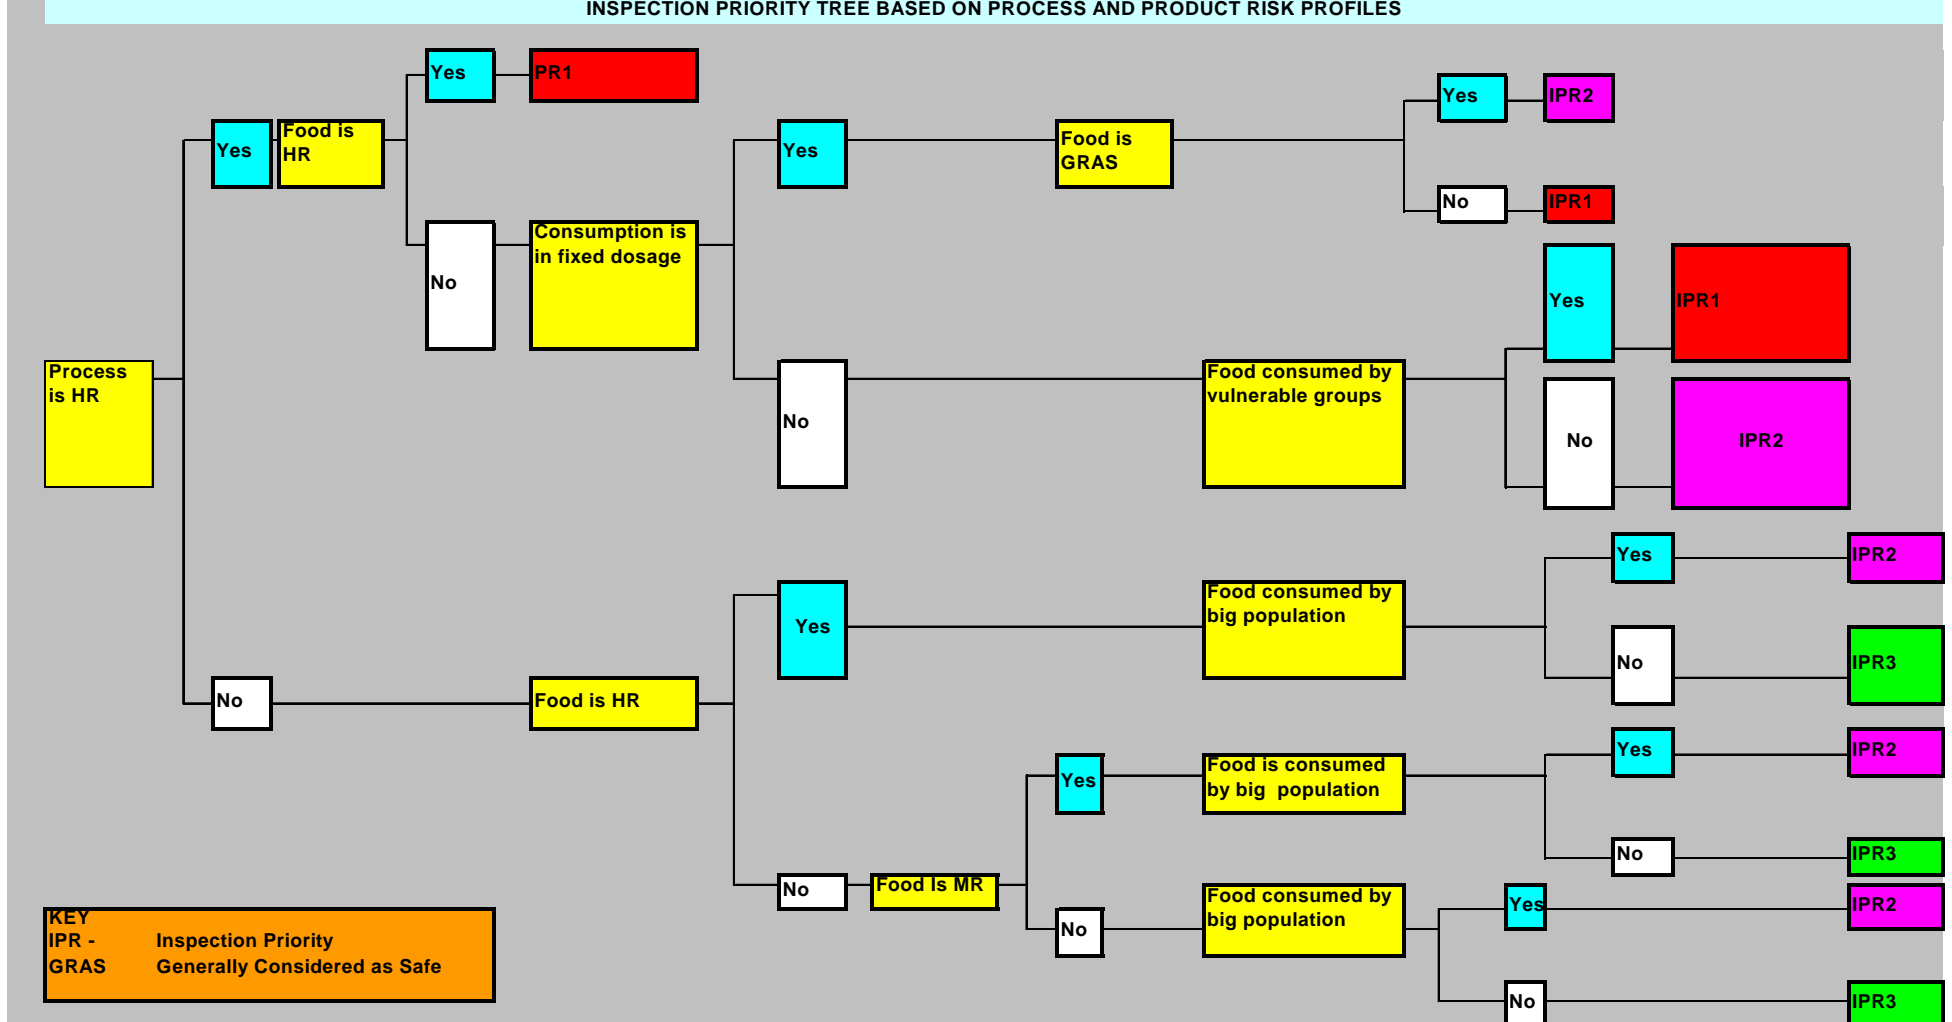 INSPECTION PRIORITY TREE BASED ON PROCESS AND PRODUCT RISK PROFILES
Yes
PR1
Yes
IPR2
Yes
Food is
HR
Yes
Food is
GRAS
No
IPR1
No
Consumption is
in fixed dosage
Yes
IPR1
Process
is HR
No
Food consumed by
vulnerable groups
No
IPR2
Yes
IPR2
Yes
Food consumed by
big population
No
IPR3
No
Food is HR
Yes
IPR2
Yes
Food is consumed
by big  population
No
IPR3
No
Food Is MR
Food consumed by
big population
Yes
IPR2
No
No
IPR3
KEY
IPR - Inspection Priority
GRAS Generally Considered as Safe